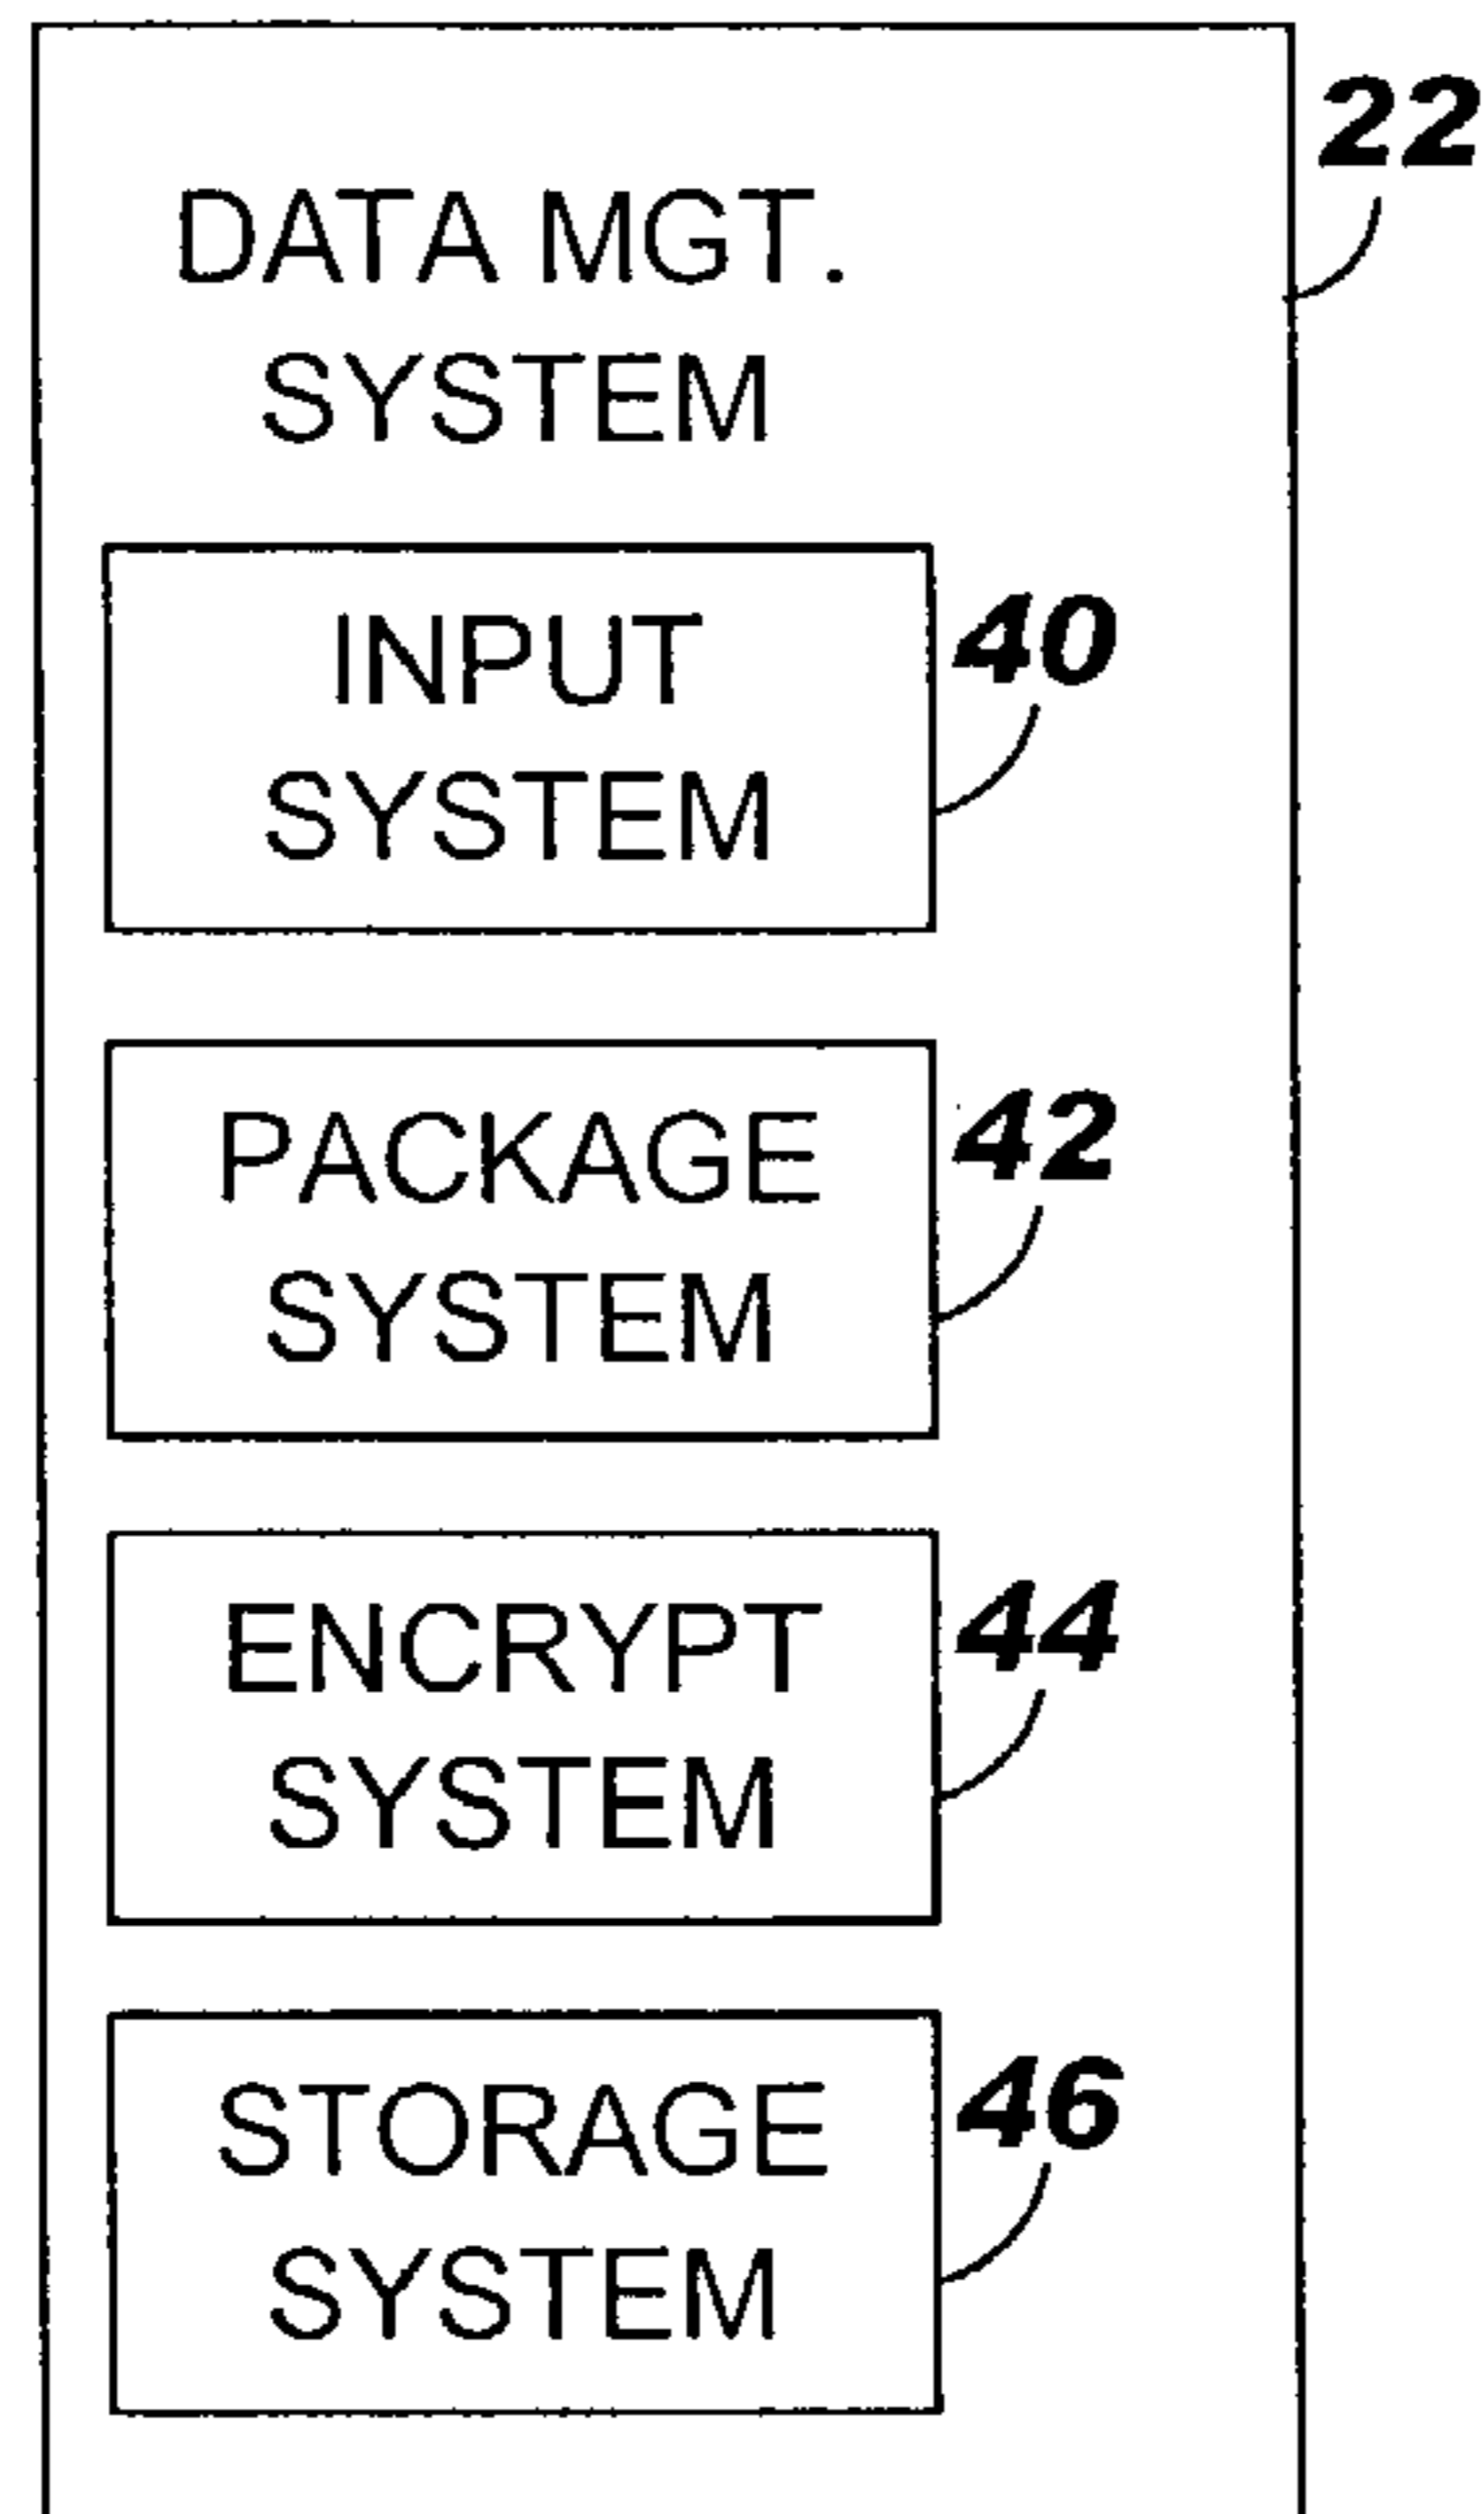 22
DATA MGT.
SYSTEM
INPUT
SYSTEM
40
PACKAGE
SYSTEM
42
ENCRYPT
SYSTEM
44
STORAGE
SYSTEM
46